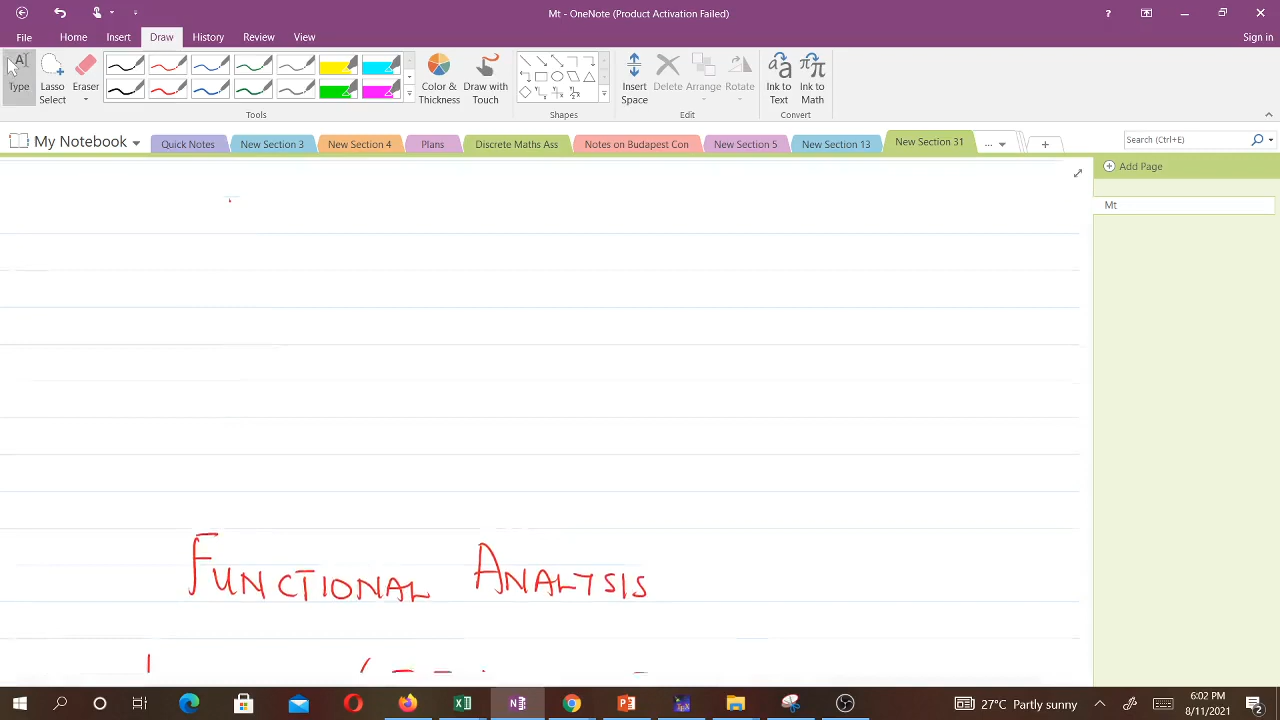 Mt - OneNote (Product Activation Failed)
?
File Home Insert Draw History Review View
Sign in
Type
Lasso Select
Eraser
Color & Thickness
Draw with Touch
Insert Space
Delete
Arrange
Rotate
Ink to Text
Ink to Math
Tools Shapes Edit Convert
My Notebook Quick Notes New Section 3 New Section 4 Plans Discrete Maths Ass Notes on Budapest Con New Section 5 New Section 13 New Section 31 ... Search (Ctrl+E)
Add Page
Mt
FUNCTIONAL ANALYSIS
27°C Partly sunny
6:02 PM
8/11/2021
2